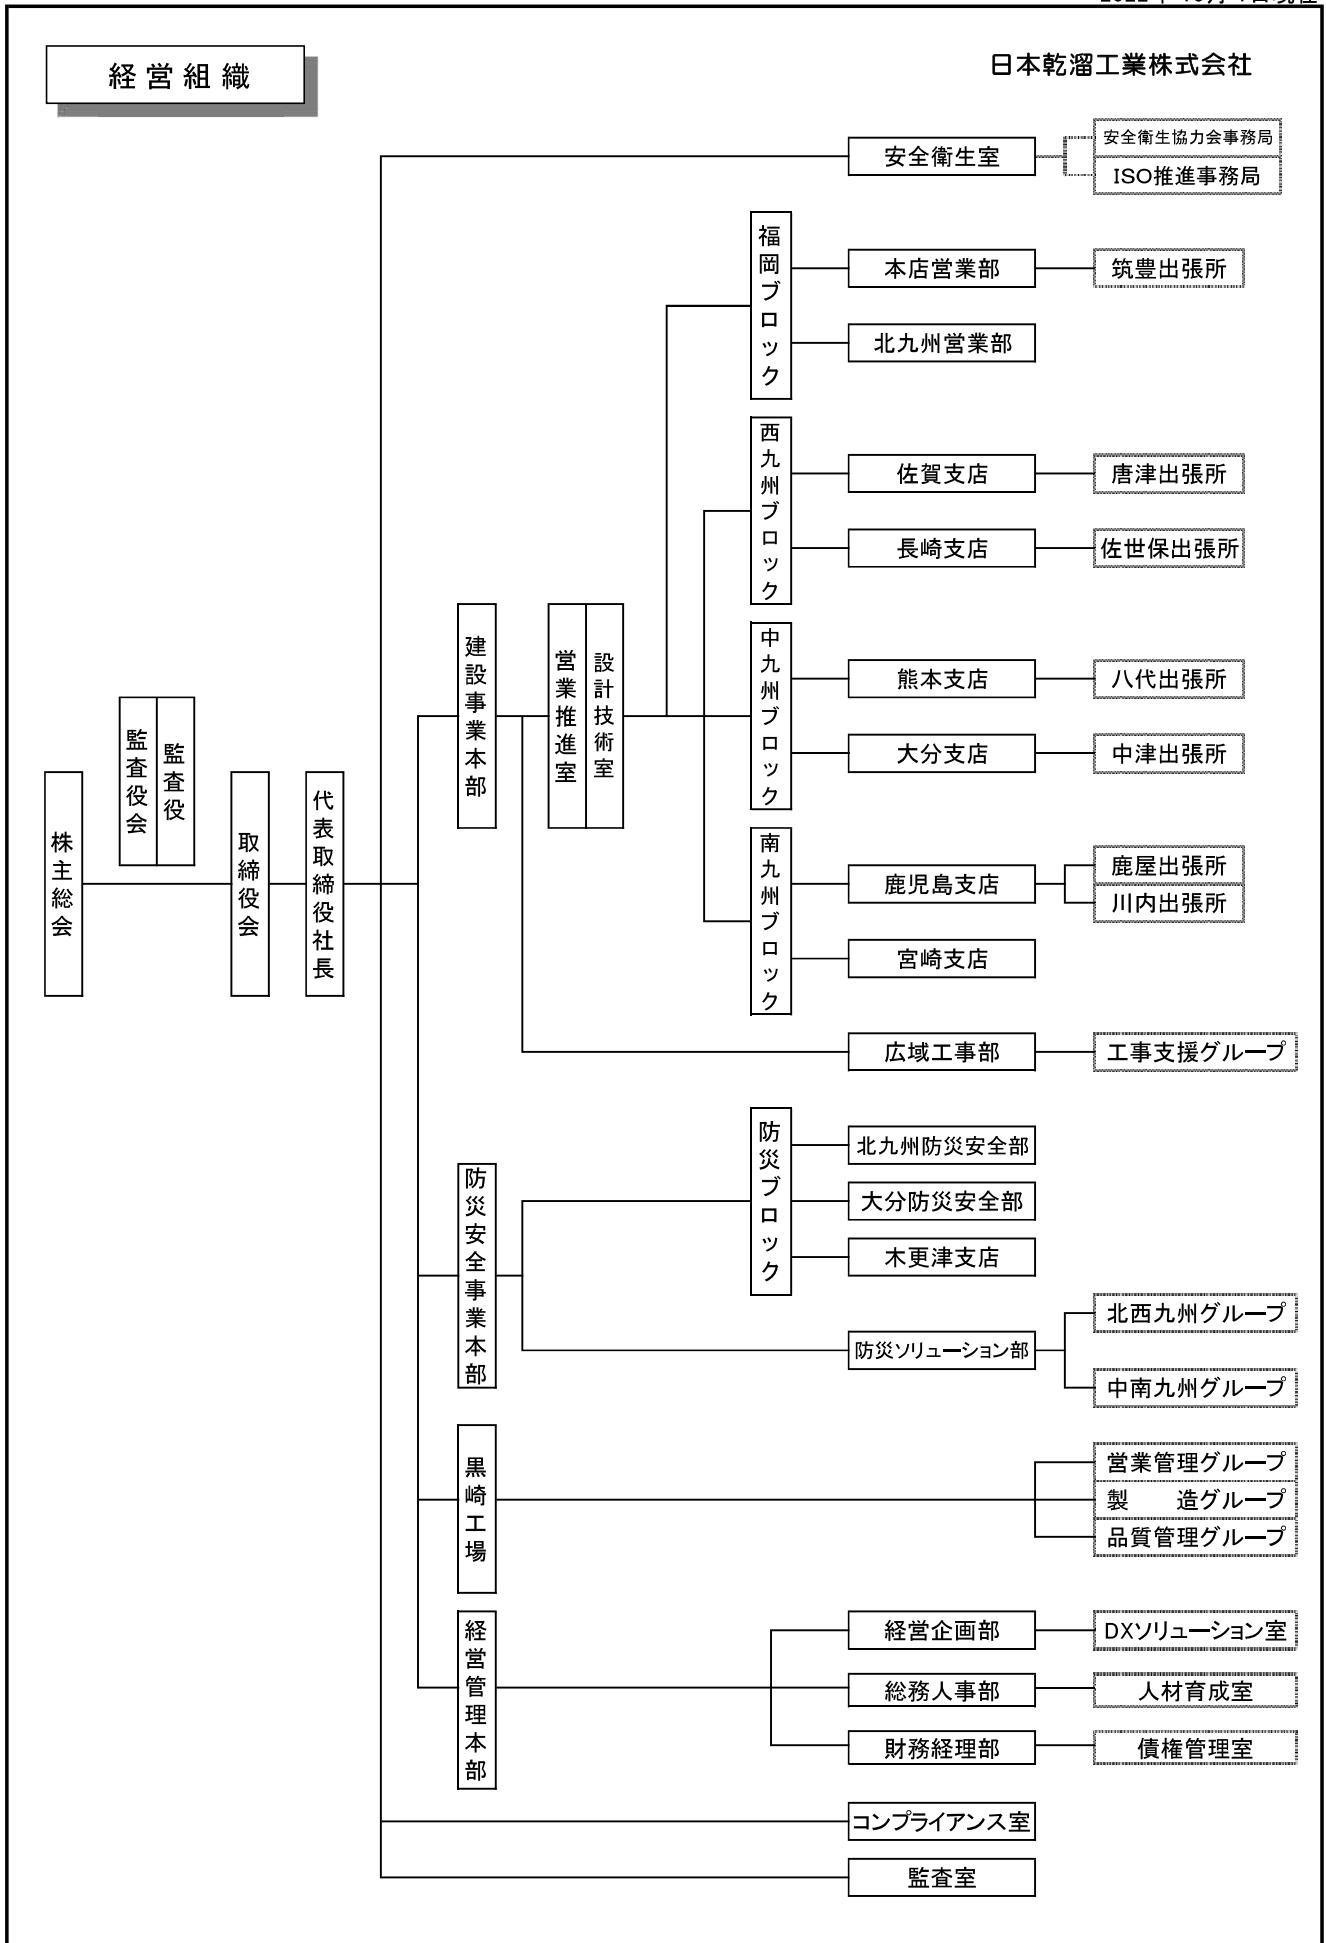 経営組織
日本乾溜工業株式会社
安全衛生室
安全衛生協力会事務局
ISO推進事務局
福岡ブロック
本店営業部
筑豊出張所
北九州営業部
西九州ブロック
佐賀支店
唐津出張所
長崎支店
佐世保出張所
建設事業本部
営業推進室
設計技術室
中九州ブロック
熊本支店
八代出張所
大分支店
中津出張所
監査役会
監査役
株主総会
取締役会
代表取締役社長
南九州ブロック
鹿児島支店
鹿屋出張所
川内出張所
宮崎支店
広域工事部
工事支援グループ
防災安全事業本部
防災ブロック
北九州防災安全部
大分防災安全部
木更津支店
防災ソリューション部
北西九州グループ
中南九州グループ
黒崎工場
営業管理グループ
製　　造グループ
品質管理グループ
経営管理本部
経営企画部
DXソリューション室
総務人事部
人材育成室
財務経理部
債権管理室
コンプライアンス室
監査室